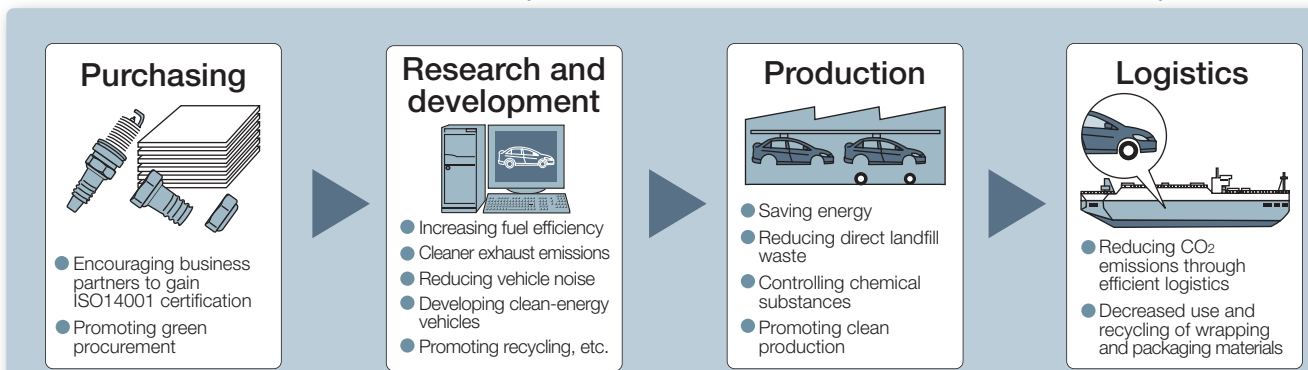 Purchasing
Encouraging business
partners to gain
ISO14001 certification
Promoting green
procurement
Research and
development
Increasing fuel efficiency
Cleaner exhaust emissions
Reducing vehicle noise
Developing clean-energy
vehicles
Promoting recycling, etc.
Production
Saving energy
Reducing direct landfill
waste
Controlling chemical
substances
Promoting clean
production
Logistics
Reducing CO2
emissions through
efficient logistics
Decreased use and
recycling of wrapping
and packaging materials